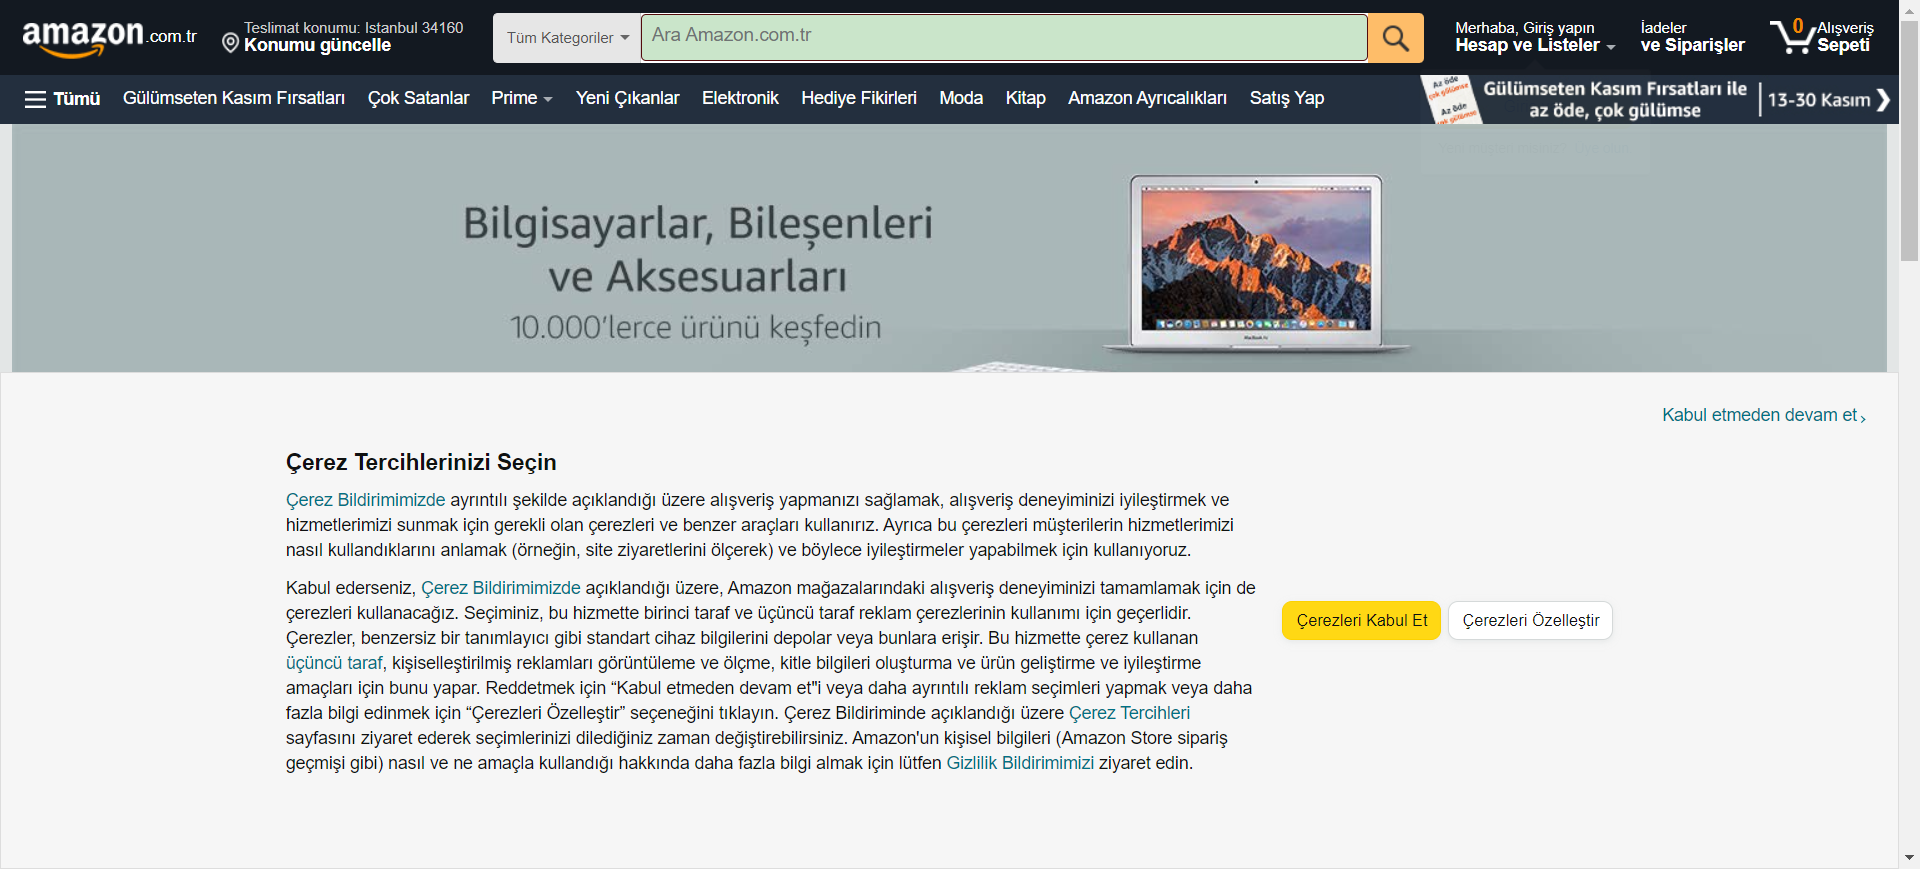 amazon.com.tr
Teslimat konumu: Istanbul 34160
Konumu güncelle
Tüm Kategoriler
Ara Amazon.com.tr
Merhaba, Giriş yapın
Hesap ve Listeler
İadeler
ve Siparişler
0
Alışveriş
Sepeti
Tümü
Gülümseten Kasım Fırsatları
Çok Satanlar
Prime
Yeni Çıkanlar
Elektronik
Hediye Fikirleri
Moda
Kitap
Amazon Ayrıcalıkları
Satış Yap
Az öde
çok gülümse
Az öde
çok gülümse
Gülümseten Kasım Fırsatları ile
az öde, çok gülümse
13-30 Kasım
Bilgisayarlar, Bileşenleri
ve Aksesuarları
10.000'lerce ürünü keşfedin
MacBook Air
Kabul etmeden devam et
Çerez Tercihlerinizi Seçin
Çerez Bildirimimizde ayrıntılı şekilde açıklandığı üzere alışveriş yapmanızı sağlamak, alışveriş deneyiminizi iyileştirmek ve
hizmetlerimizi sunmak için gerekli olan çerezleri ve benzer araçları kullanırız. Ayrıca bu çerezleri müşterilerin hizmetlerimizi
nasıl kullandıklarını anlamak (örneğin, site ziyaretlerini ölçerek) ve böylece iyileştirmeler yapabilmek için kullanıyoruz.
Kabul ederseniz, Çerez Bildirimimizde açıklandığı üzere, Amazon mağazalarındaki alışveriş deneyiminizi tamamlamak için de
çerezleri kullanacağız. Seçiminiz, bu hizmette birinci taraf ve üçüncü taraf reklam çerezlerinin kullanımı için geçerlidir.
Çerezler, benzersiz bir tanımlayıcı gibi standart cihaz bilgilerini depolar veya bunlara erişir. Bu hizmette çerez kullanan
üçüncü taraf, kişiselleştirilmiş reklamları görüntüleme ve ölçme, kitle bilgileri oluşturma ve ürün geliştirme ve iyileştirme
amaçları için bunu yapar. Reddetmek için “Kabul etmeden devam et"i veya daha ayrıntılı reklam seçimleri yapmak veya daha
fazla bilgi edinmek için “Çerezleri Özelleştir” seçeneğini tıklayın. Çerez Bildiriminde açıklandığı üzere Çerez Tercihleri
sayfasını ziyaret ederek seçimlerinizi dilediğiniz zaman değiştirebilirsiniz. Amazon'un kişisel bilgileri (Amazon Store sipariş
geçmişi gibi) nasıl ve ne amaçla kullandığı hakkında daha fazla bilgi almak için lütfen Gizlilik Bildirimimizi ziyaret edin.
Çerezleri Kabul Et
Çerezleri Özelleştir